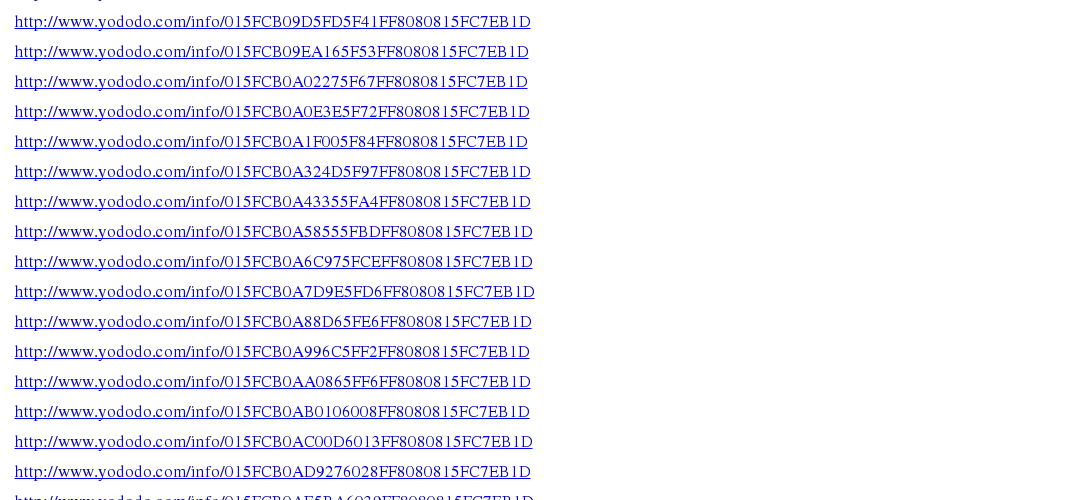 http://www.yododo.com/info/015FCB09D5FD5F41FF8080815FC7EB1D
http://www.yododo.com/info/015FCB09EA165F53FF8080815FC7EB1D
http://www.yododo.com/info/015FCB0A02275F67FF8080815FC7EB1D
http://www.yododo.com/info/015FCB0A0E3E5F72FF8080815FC7EB1D
http://www.yododo.com/info/015FCB0A1F005F84FF8080815FC7EB1D
http://www.yododo.com/info/015FCB0A324D5F97FF8080815FC7EB1D
http://www.yododo.com/info/015FCB0A43355FA4FF8080815FC7EB1D
http://www.yododo.com/info/015FCB0A58555FBDFF8080815FC7EB1D
http://www.yododo.com/info/015FCB0A6C975FCEFF8080815FC7EB1D
http://www.yododo.com/info/015FCB0A7D9E5FD6FF8080815FC7EB1D
http://www.yododo.com/info/015FCB0A88D65FE6FF8080815FC7EB1D
http://www.yododo.com/info/015FCB0A996C5FF2FF8080815FC7EB1D
http://www.yododo.com/info/015FCB0AA0865FF6FF8080815FC7EB1D
http://www.yododo.com/info/015FCB0AB0106008FF8080815FC7EB1D
http://www.yododo.com/info/015FCB0AC00D6013FF8080815FC7EB1D
http://www.yododo.com/info/015FCB0AD9276028FF8080815FC7EB1D